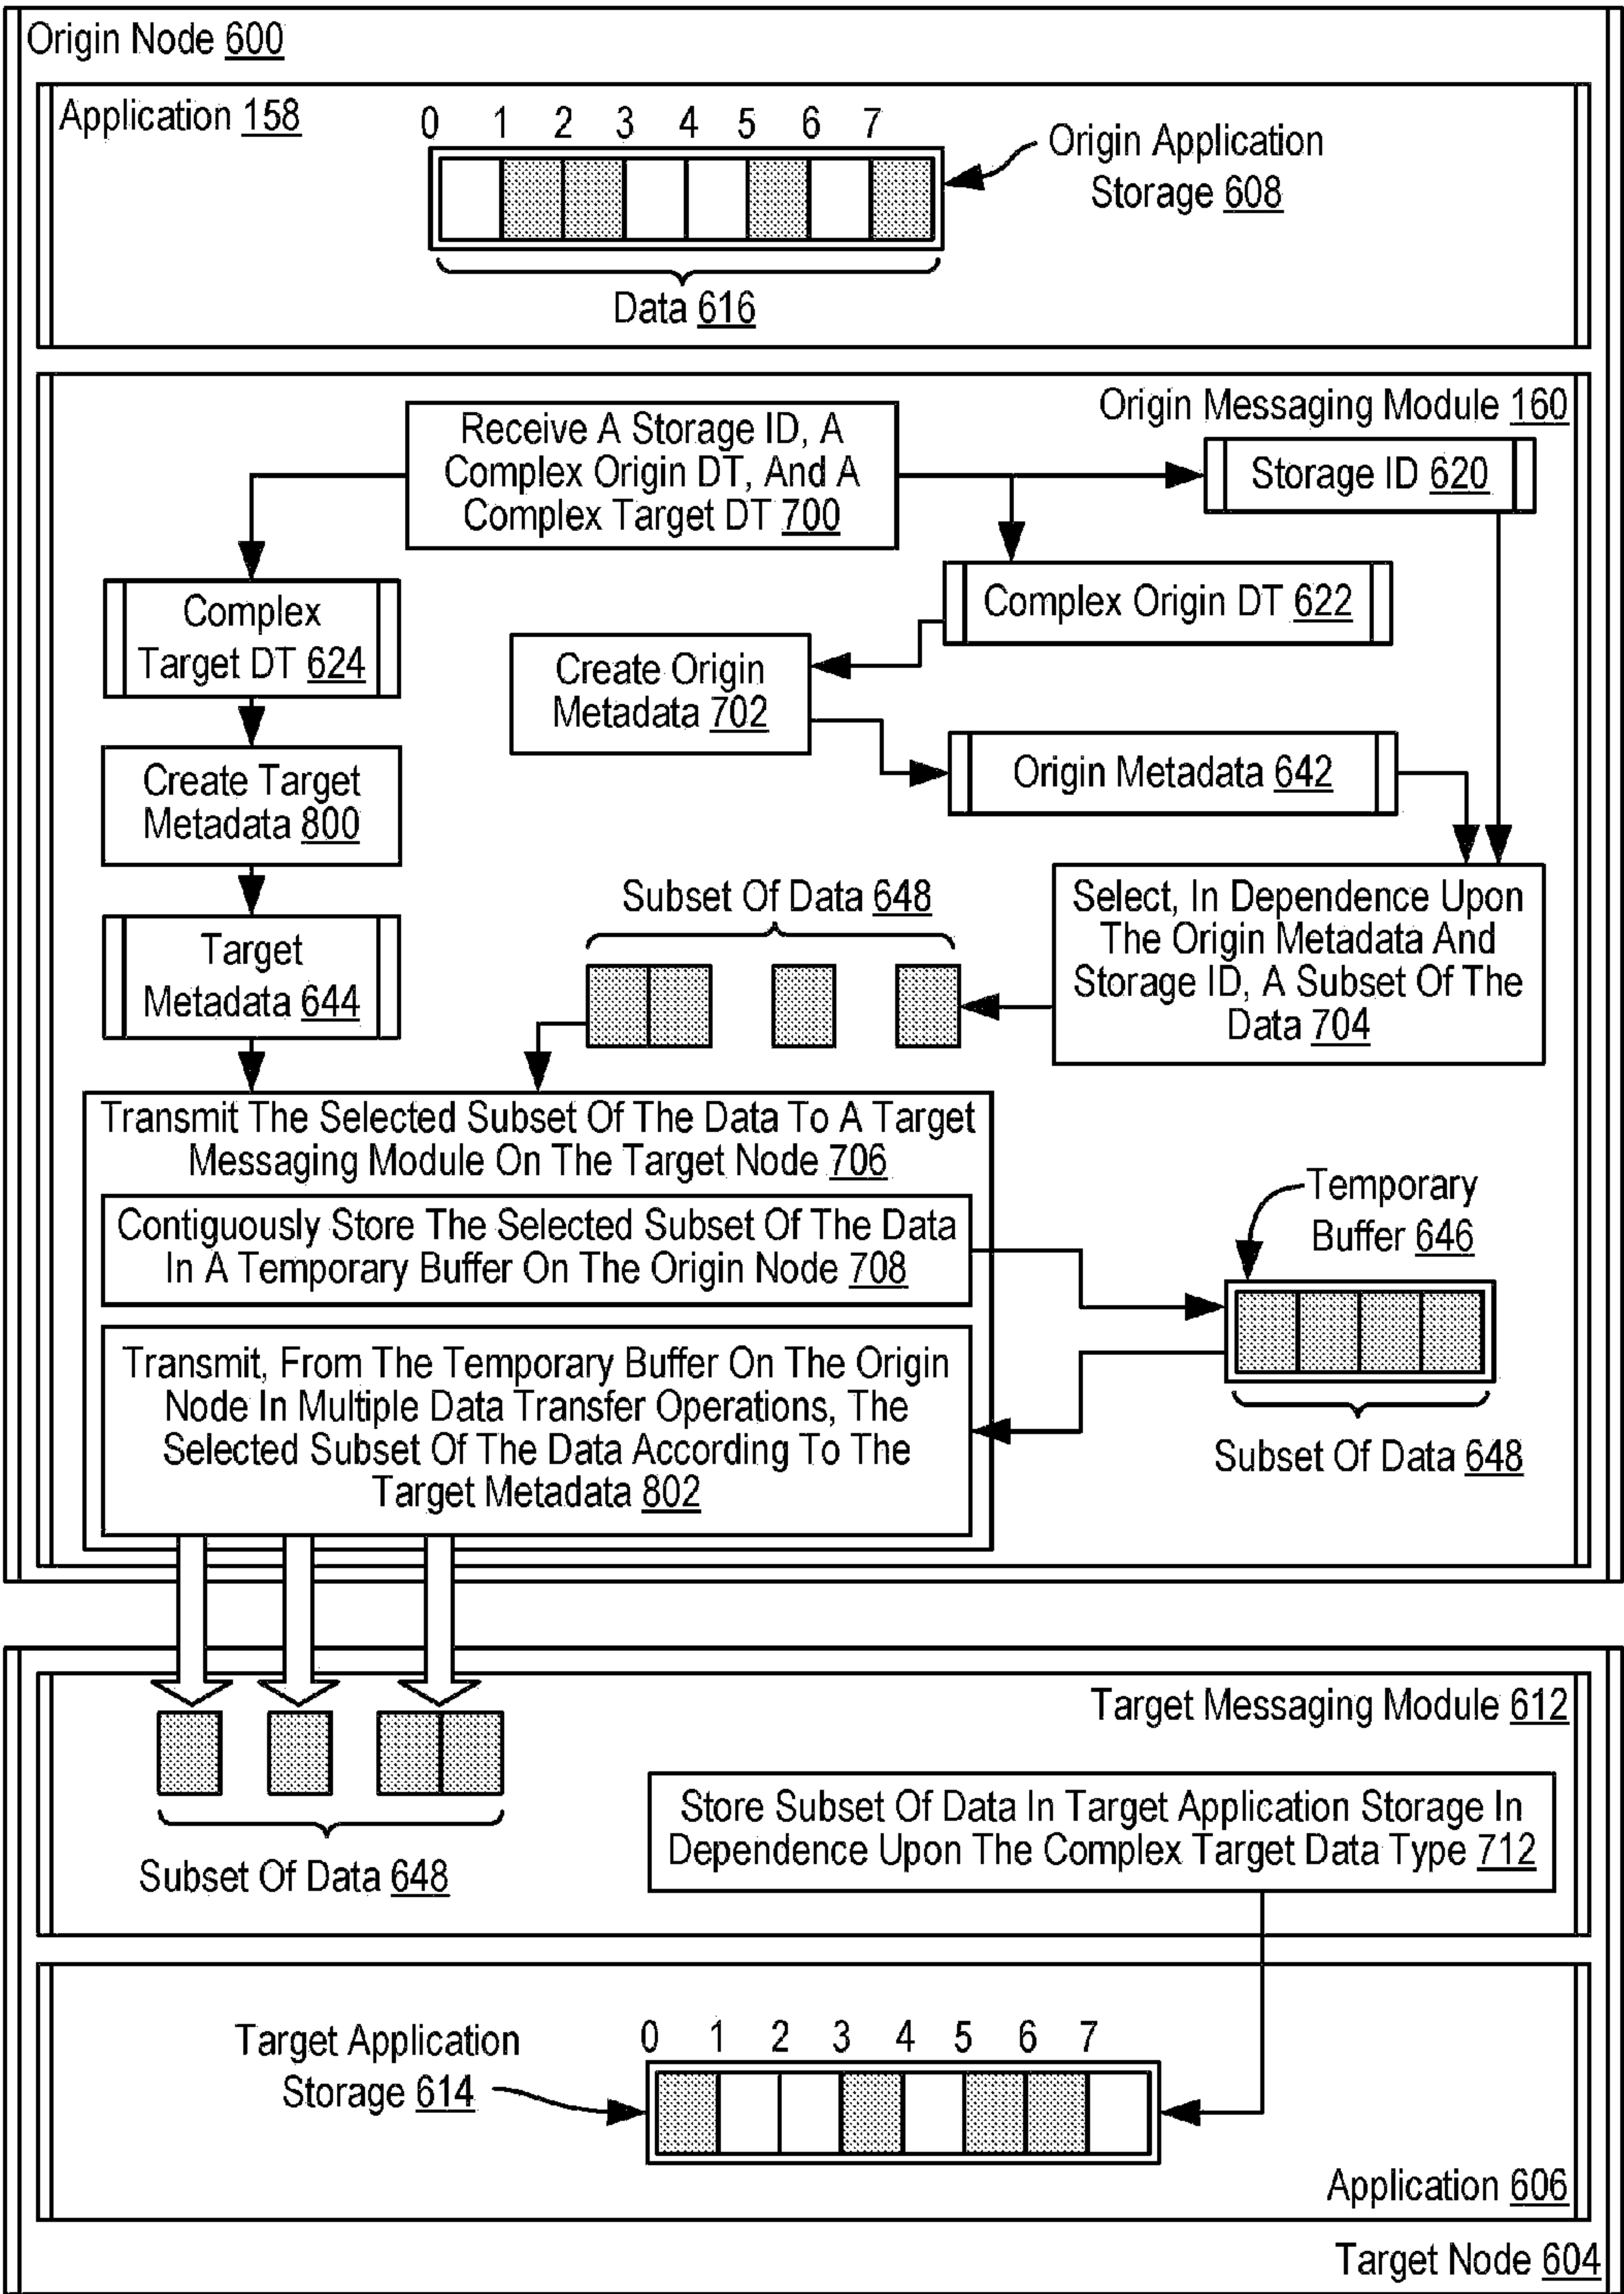 Origin Node 600
Application 158
0 1 2 3 4 5 6 7
Origin Application
Storage 608
Data 616
Origin Messaging Module 160
Receive A Storage ID, A
Complex Origin DT, And A
Complex Target DT 700
Storage ID 620
Complex Origin DT 622
Complex
Target DT 624
Create Origin
Metadata 702
Create Target
Metadata 800
Origin Metadata 642
Target
Metadata 644
Subset Of Data 648
Select, In Dependence Upon
The Origin Metadata And
Storage ID, A Subset Of The
Data 704
Transmit The Selected Subset Of The Data To A Target
Messaging Module On The Target Node 706
Contiguously Store The Selected Subset Of The Data
In A Temporary Buffer On The Origin Node 708
Temporary
Buffer 646
Transmit, From The Temporary Buffer On The Origin
Node In Multiple Data Transfer Operations, The
Selected Subset Of The Data According To The
Target Metadata 802
Subset Of Data 648
Target Messaging Module 612
Store Subset Of Data In Target Application Storage In
Dependence Upon The Complex Target Data Type 712
Subset Of Data 648
0 1 2 3 4 5 6 7
Target Application
Storage 614
Application 606
Target Node 604